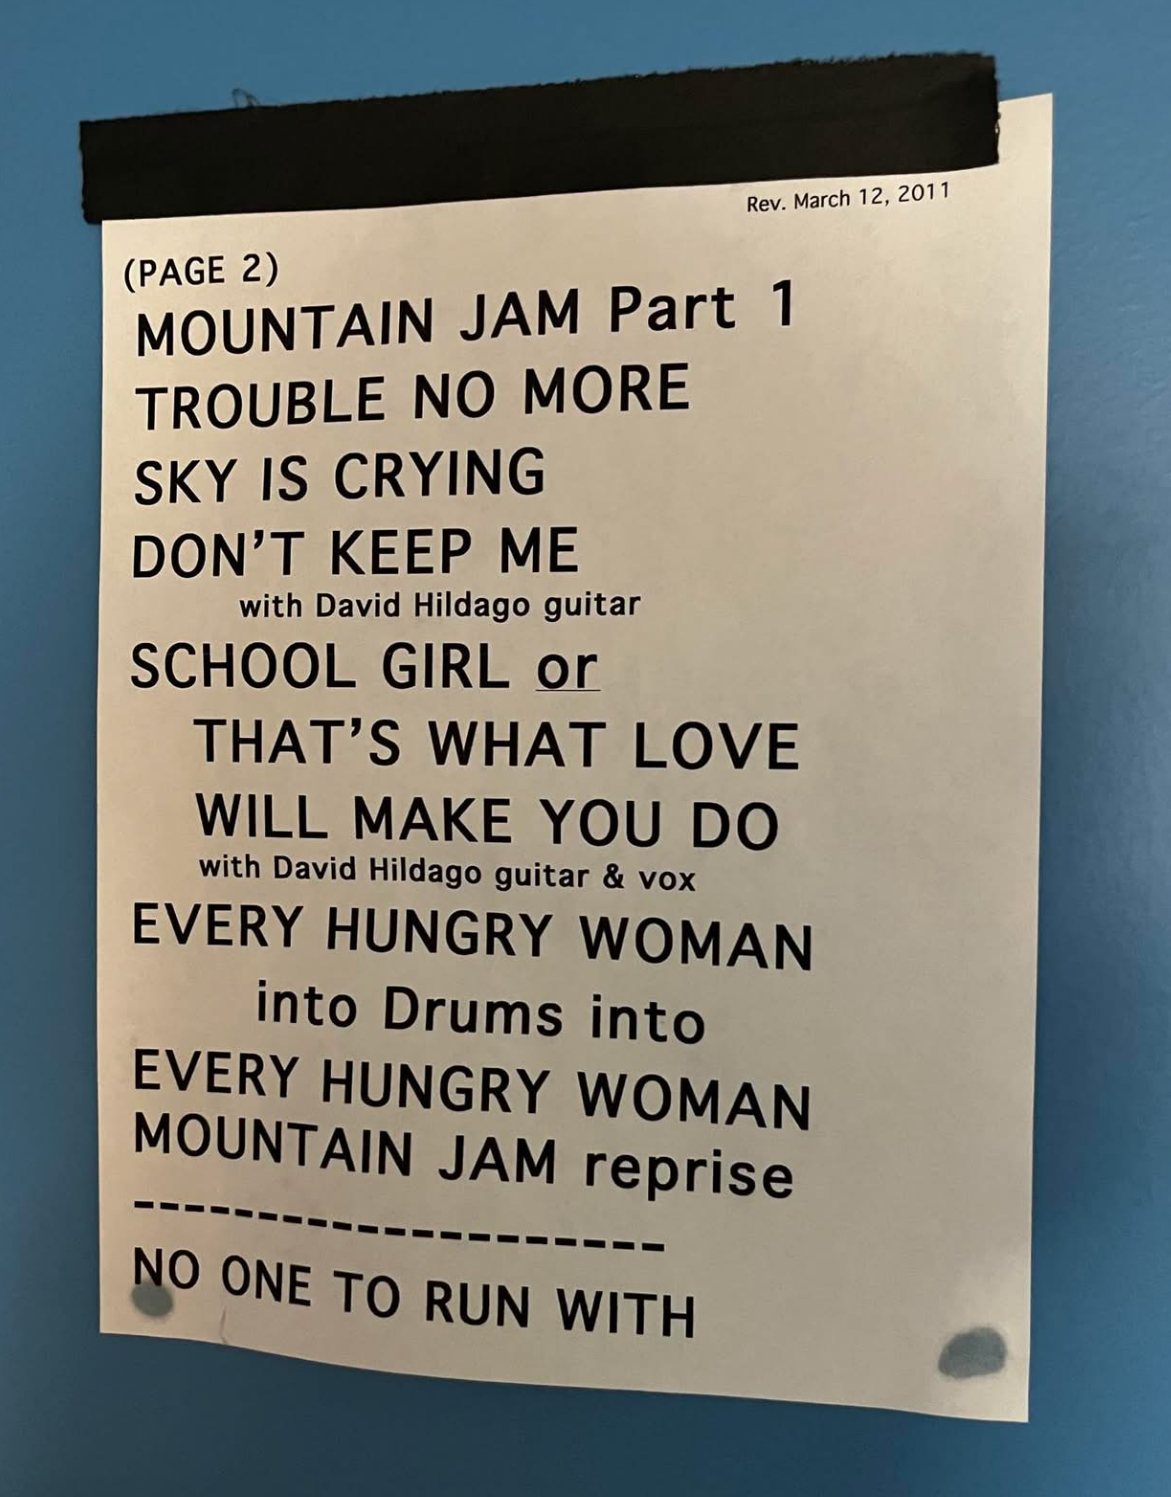 Rev. March 12, 2011
(PAGE 2)
MOUNTAIN JAM Part 1
TROUBLE NO MORE
SKY IS CRYING
DON'T KEEP ME
with David Hildago guitar
SCHOOL GIRL or
THAT'S WHAT LOVE
WILL MAKE YOU DO
with David Hildago guitar & vox
EVERY HUNGRY WOMAN
into Drums into
EVERY HUNGRY WOMAN
MOUNTAIN JAM reprise
---------------------
NO ONE TO RUN WITH